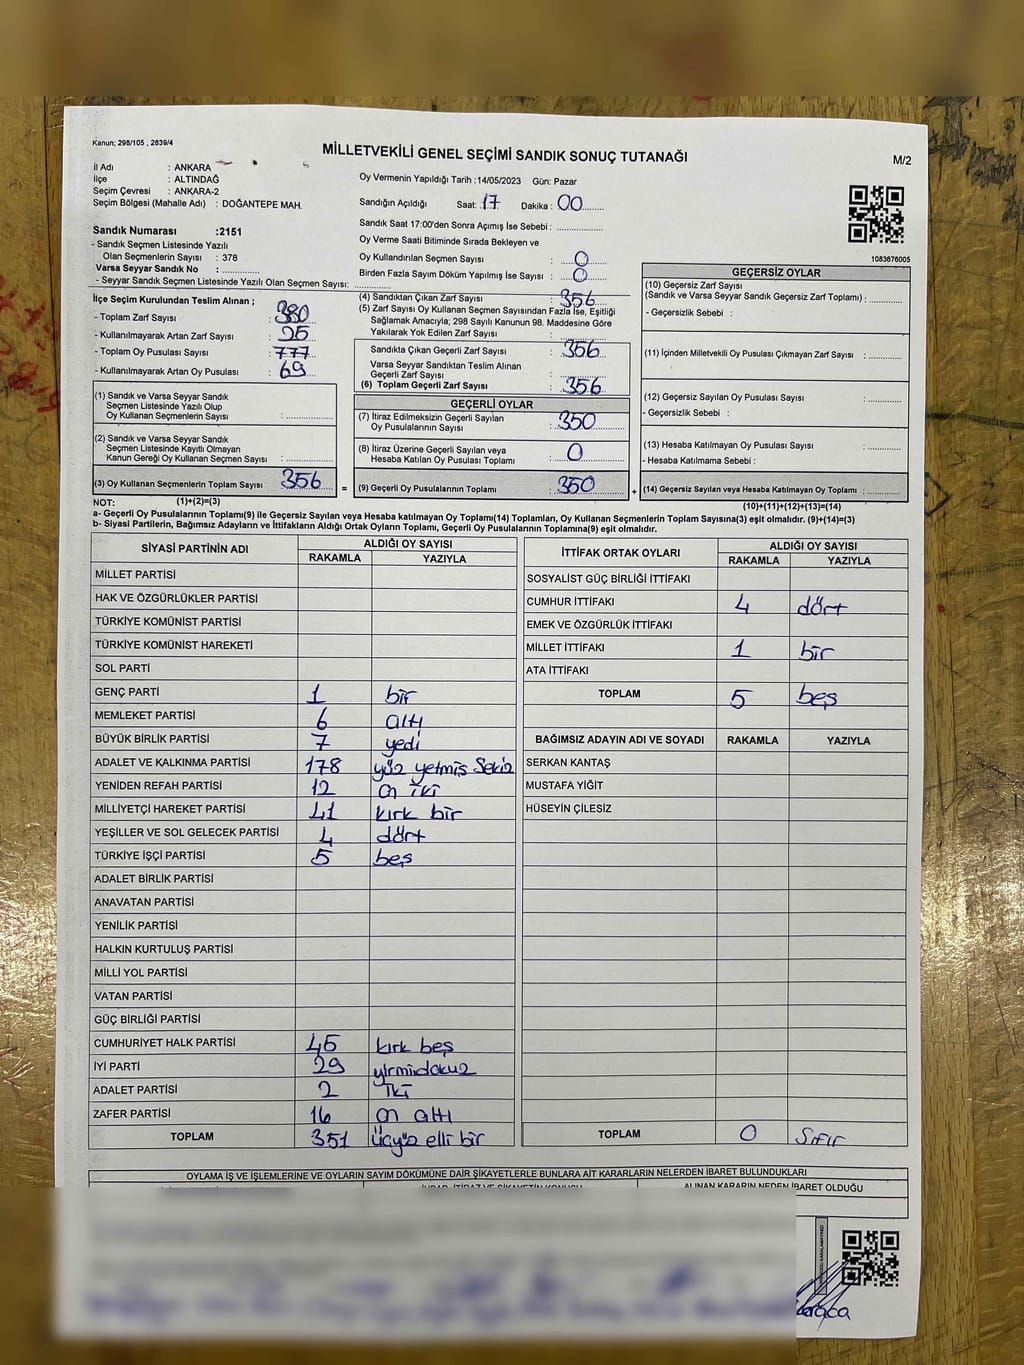 Kanun; 298/105 , 2839/4
MİLLETVEKİLİ GENEL SEÇİMİ SANDIK SONUÇ TUTANAĞI
M/2
İl Adı : ANKARA
İlçe : ALTINDAĞ
Seçim Çevresi : ANKARA-2
Seçim Bölgesi (Mahalle Adı) : DOĞANTEPE MAH.
Sandık Numarası :2151
- Sandık Seçmen Listesinde Yazılı
Olan Seçmenlerin Sayısı : 378
Varsa Seyyar Sandık No : ..............
- Seyyar Sandık Seçmen Listesinde Yazılı Olan Seçmen Sayısı: ..............
Oy Vermenin Yapıldığı Tarih :14/05/2023 Gün: Pazar
Sandığın Açıldığı Saat: 17 Dakika : 00
Sandık Saat 17:00'den Sonra Açımış İse Sebebi : ..............
Oy Verme Saati Bitiminde Sırada Bekleyen ve
Oy Kullandırılan Seçmen Sayısı : 0
Birden Fazla Sayım Döküm Yapılmış İse Sayısı : 0
1083676005
İlçe Seçim Kurulundan Teslim Alınan ;
- Toplam Zarf Sayısı : 380
- Kullanılmayarak Artan Zarf Sayısı : 25
- Toplam Oy Pusulası Sayısı : 777
- Kullanılmayarak Artan Oy Pusulası : 69
(1) Sandık ve Varsa Seyyar Sandık
Seçmen Listesinde Yazılı Olup
Oy Kullanan Seçmenlerin Sayısı : ..............
(2) Sandık ve Varsa Seyyar Sandık
Seçmen Listesinde Kayıtlı Olmayan
Kanun Gereği Oy Kullanan Seçmen Sayısı : ..............
(3) Oy Kullanan Seçmenlerin Toplam Sayısı : 356
(1)+(2)=(3)
(4) Sandıktan Çıkan Zarf Sayısı : 356
(5) Zarf Sayısı Oy Kullanan Seçmen Sayısından Fazla İse, Eşitliği
Sağlamak Amacıyla; 298 Sayılı Kanunun 98. Maddesine Göre
Yakılarak Yok Edilen Zarf Sayısı : ..............
Sandıkta Çıkan Geçerli Zarf Sayısı : 356
Varsa Seyyar Sandıktan Teslim Alınan
Geçerli Zarf Sayısı : ..............
(6) Toplam Geçerli Zarf Sayısı : 356
GEÇERLİ OYLAR
(7) İtiraz Edilmeksizin Geçerli Sayılan
Oy Pusulalarının Sayısı : 350
(8) İtiraz Üzerine Geçerli Sayılan veya
Hesaba Katılan Oy Pusulası Toplamı : 0
= (9) Geçerli Oy Pusulalarının Toplamı : 350
GEÇERSİZ OYLAR
(10) Geçersiz Zarf Sayısı
(Sandık ve Varsa Seyyar Sandık Geçersiz Zarf Toplamı) : ..............
- Geçersizlik Sebebi :
(11) İçinden Milletvekili Oy Pusulası Çıkmayan Zarf Sayısı : ..............
(12) Geçersiz Sayılan Oy Pusulası Sayısı : ..............
- Geçersizlik Sebebi :
(13) Hesaba Katılmayan Oy Pusulası Sayısı : ..............
- Hesaba Katılmama Sebebi :
+ (14) Geçersiz Sayılan veya Hesaba Katılmayan Oy Toplamı : ..............
(10)+(11)+(12)+(13)=(14)
NOT:
a- Geçerli Oy Pusulalarının Toplamı(9) ile Geçersiz Sayılan veya Hesaba katılmayan Oy Toplamı(14) Toplamları, Oy Kullanan Seçmenlerin Toplam Sayısına(3) eşit olmalıdır. (9)+(14)=(3)
b- Siyasi Partilerin, Bağımsız Adayların ve İttifakların Aldığı Ortak Oyların Toplamı, Geçerli Oy Pusulalarının Toplamına(9) eşit olmalıdır.
SİYASİ PARTİNİN ADI ALDIĞI OY SAYISI
RAKAMLA YAZIYLA
MİLLET PARTİSİ
HAK VE ÖZGÜRLÜKLER PARTİSİ
TÜRKİYE KOMÜNİST PARTİSİ
TÜRKİYE KOMÜNİST HAREKETİ
SOL PARTİ
GENÇ PARTİ 1 bir
MEMLEKET PARTİSİ 6 altı
BÜYÜK BİRLİK PARTİSİ 7 yedi
ADALET VE KALKINMA PARTİSİ 178 yüz yetmiş Sekiz
YENİDEN REFAH PARTİSİ 12 on iki
MİLLİYETÇİ HAREKET PARTİSİ 41 kırk bir
YEŞİLLER VE SOL GELECEK PARTİSİ 4 dört
TÜRKİYE İŞÇİ PARTİSİ 5 beş
ADALET BİRLİK PARTİSİ
ANAVATAN PARTİSİ
YENİLİK PARTİSİ
HALKIN KURTULUŞ PARTİSİ
MİLLİ YOL PARTİSİ
VATAN PARTİSİ
GÜÇ BİRLİĞİ PARTİSİ
CUMHURİYET HALK PARTİSİ 45 kırk beş
İYİ PARTİ 29 yirmidokuz
ADALET PARTİSİ 2 iki
ZAFER PARTİSİ 16 on altı
TOPLAM 351 üçyüz elli bir
İTTİFAK ORTAK OYLARI ALDIĞI OY SAYISI
RAKAMLA YAZIYLA
SOSYALİST GÜÇ BİRLİĞİ İTTİFAKI
CUMHUR İTTİFAKI 4 dört
EMEK VE ÖZGÜRLÜK İTTİFAKI
MİLLET İTTİFAKI 1 bir
ATA İTTİFAKI
TOPLAM 5 beş
BAĞIMSIZ ADAYIN ADI VE SOYADI RAKAMLA YAZIYLA
SERKAN KANTAŞ
MUSTAFA YİĞİT
HÜSEYİN ÇİLESİZ
TOPLAM 0 Sıfır
OYLAMA İŞ VE İŞLEMLERİNE VE OYLARIN SAYIM DÖKÜMÜNE DAİR ŞİKAYETLERLE BUNLARA AİT KARARLARIN NELERDEN İBARET BULUNDUKLARI
İTİRAZ VE ŞİKAYETİN KONUSU ALINAN KARARIN NEDEN İBARET OLDUĞU